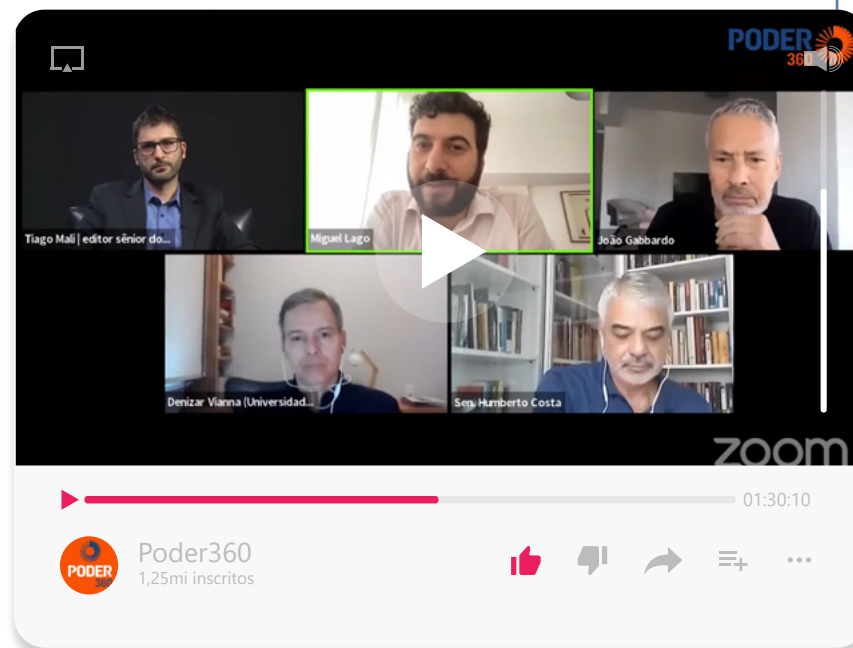 PODER
360
Tiago Mali | editor sênior do...
Miguel Lago
João Gabbardo
Denizar Vianna (Universidad...
Sen. Humberto Costa
zoom
01:30:10
PODER
360
Poder360
1,25mi inscritos